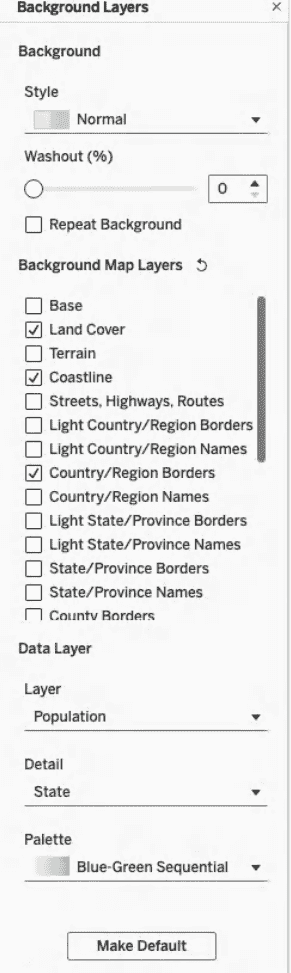 Background Layers
Background
Style
Normal
Washout (%)
0
Repeat Background
Background Map Layers
Base
Land Cover
Terrain
Coastline
Streets, Highways, Routes
Light Country/Region Borders
Light Country/Region Names
Country/Region Borders
Country/Region Names
Light State/Province Borders
Light State/Province Names
State/Province Borders
State/Province Names
County Borders
Data Layer
Layer
Population
Detail
State
Palette
Blue-Green Sequential
Make Default